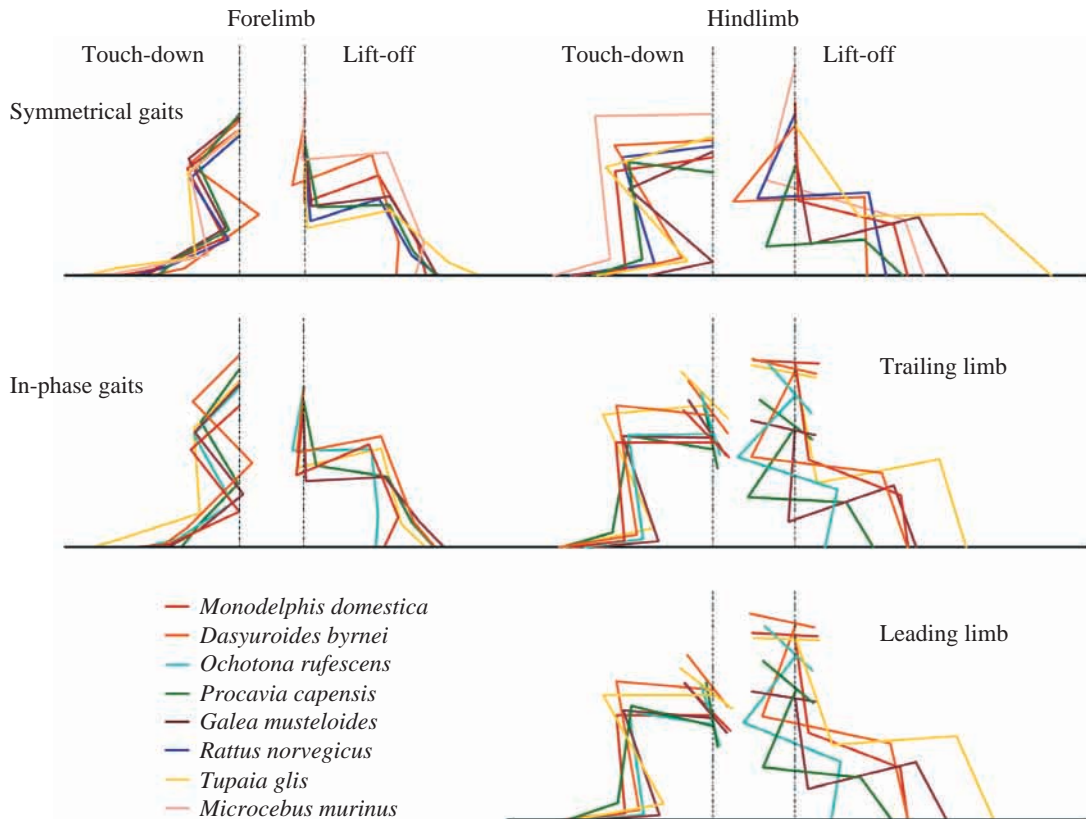 Forelimb
Hindlimb
Touch-down
Lift-off
Touch-down
Lift-off
Symmetrical gaits
In-phase gaits
Trailing limb
Leading limb
Monodelphis domestica
Dasyuroides byrnei
Ochotona rufescens
Procavia capensis
Galea musteloides
Rattus norvegicus
Tupaia glis
Microcebus murinus